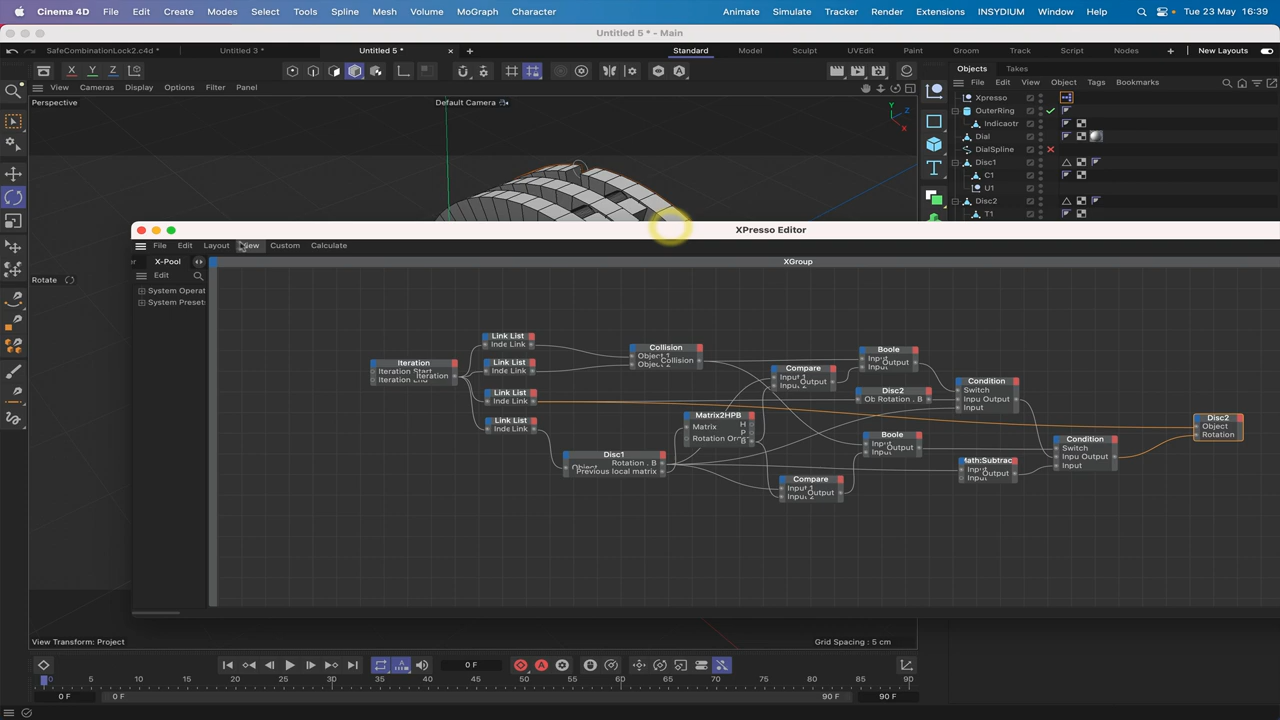 Cinema 4D File Edit Create Modes Select Tools Spline Mesh Volume MoGraph Character Animate Simulate Tracker Render Extensions INSYDIUM Window Help Tue 23 May 16:39
Untitled 5 * - Main
SafeCombinationLock2.c4d * Untitled 3 * Untitled 5 * Standard Model Sculpt UVEdit Paint Groom Track Script Nodes New Layouts
X Y Z Objects Takes
View Cameras Display Options Filter Panel File Edit View Object Tags Bookmarks
Perspective Default Camera
Xpresso
OuterRing
Indicaotr
Dial
DialSpline
Disc1
C1
U1
Disc2
T1
Y
Z
X
XPresso Editor
File Edit Layout View Custom Calculate
X-Pool XGroup
Edit
System Operat
System Preset
Rotate
Iteration
Iteration Start
Iteration
Iteration End
Link List
Inde Link
Link List
Inde Link
Link List
Inde Link
Link List
Inde Link
Collision
Object 1
Collision
Object 2
Disc1
Object Rotation . B
Previous local matrix
Matrix2HPB
Matrix H
P
Rotation Ord B
Compare
Input 1
Output
Input 2
Compare
Input 1
Output
Input 2
Boole
Input
Output
Input
Disc2
Ob Rotation . B
Boole
Input
Output
Input
Condition
Switch
Inpu Output
Input
Math:Subtrac
Input
Output
Input
Condition
Switch
Inpu Output
Input
Disc2
Object
Rotation
View Transform: Project Grid Spacing : 5 cm
0 F
0 5 10 15 20 25 30 35 40 45 50 55 60 65 70 75 80 85 90
0 F 0 F 90 F 90 F